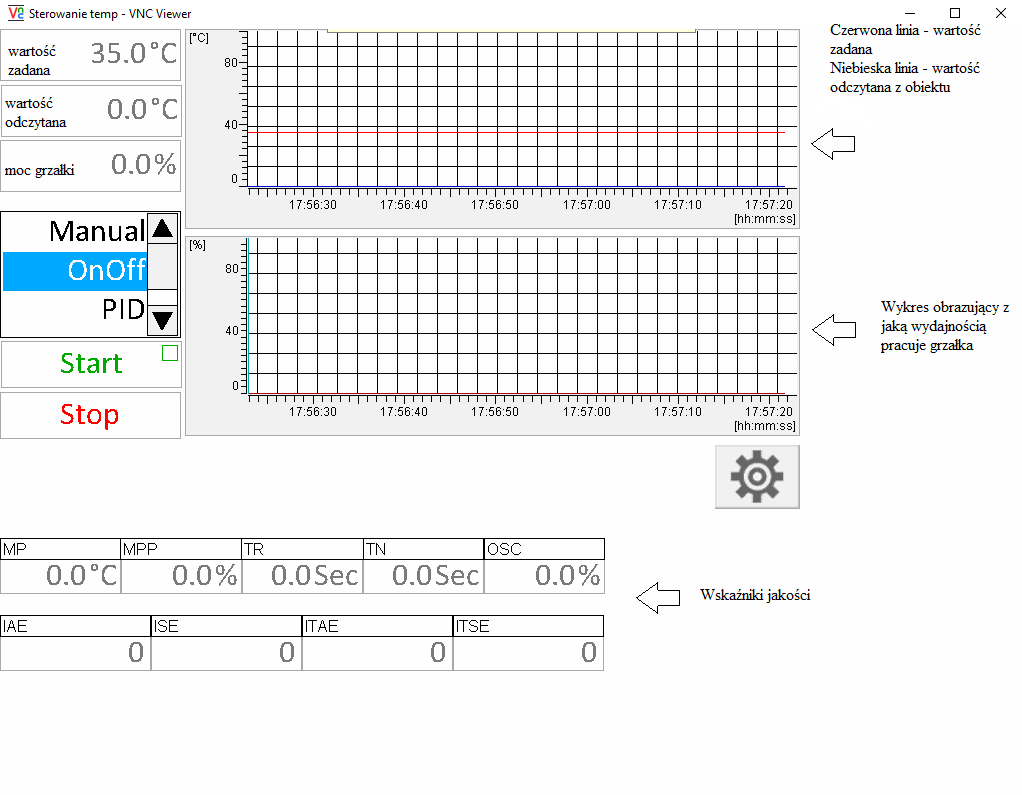 Sterowanie temp - VNC Viewer
wartość
zadana
35.0°C
wartość
odczytana
0.0°C
moc grzałki
0.0%
Manual
OnOff
PID
Start
Stop
[°C]
80
40
0
17:56:30 17:56:40 17:56:50 17:57:00 17:57:10 17:57:20
[hh:mm:ss]
Czerwona linia - wartość
zadana
Niebieska linia - wartość
odczytana z obiektu
[%]
80
40
0
17:56:30 17:56:40 17:56:50 17:57:00 17:57:10 17:57:20
[hh:mm:ss]
Wykres obrazujący z
jaką wydajnością
pracuje grzałka
MP MPP TR TN OSC
0.0°C 0.0% 0.0Sec 0.0Sec 0.0%
Wskaźniki jakości
IAE ISE ITAE ITSE
0 0 0 0